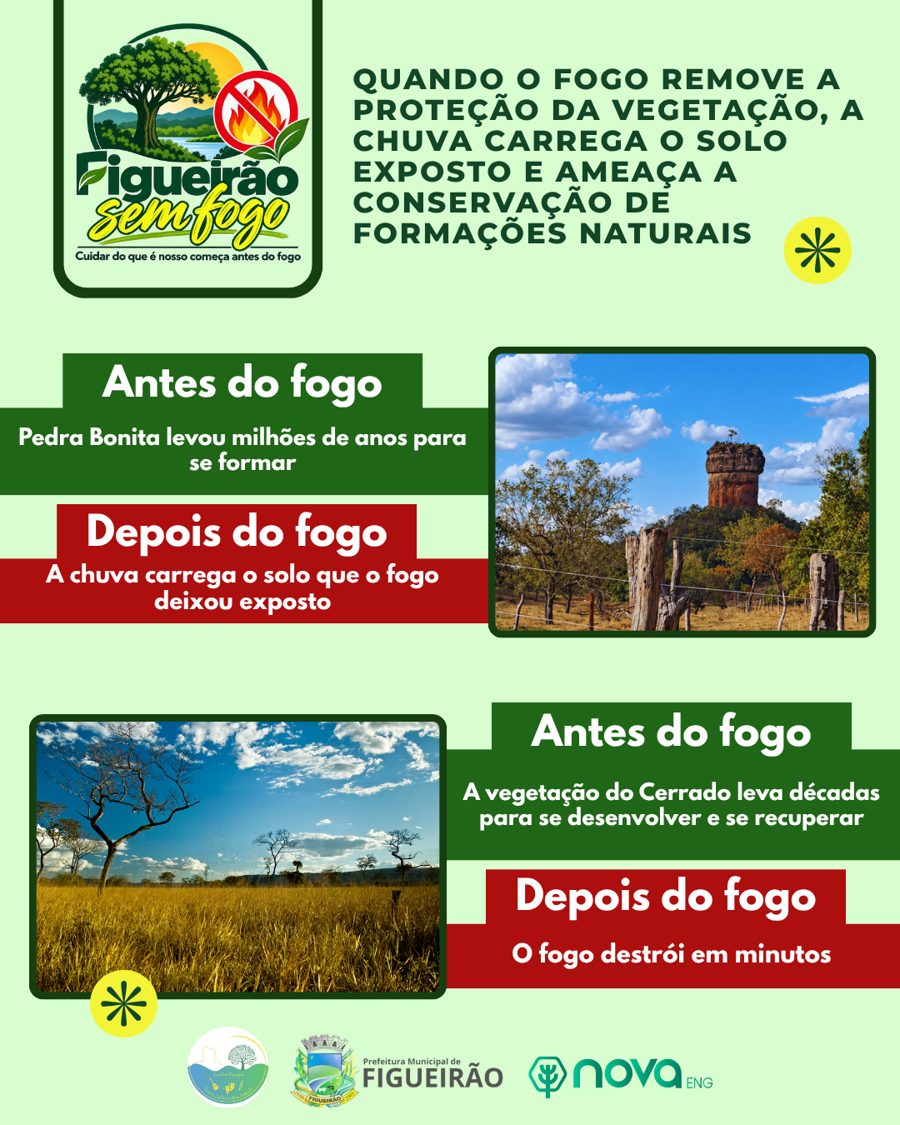 Figueirão
sem fogo
Cuidar do que é nosso começa antes do fogo
QUANDO O FOGO REMOVE A
PROTEÇÃO DA VEGETAÇÃO, A
CHUVA CARREGA O SOLO
EXPOSTO E AMEAÇA A
CONSERVAÇÃO DE
FORMAÇÕES NATURAIS
Antes do fogo
Pedra Bonita levou milhões de anos para
se formar
Depois do fogo
A chuva carrega o solo que o fogo
deixou exposto
Antes do fogo
A vegetação do Cerrado leva décadas
para se desenvolver e se recuperar
Depois do fogo
O fogo destrói em minutos
Prefeitura Municipal de
FIGUEIRÃO
FIGUEIRÃO
nova ENG